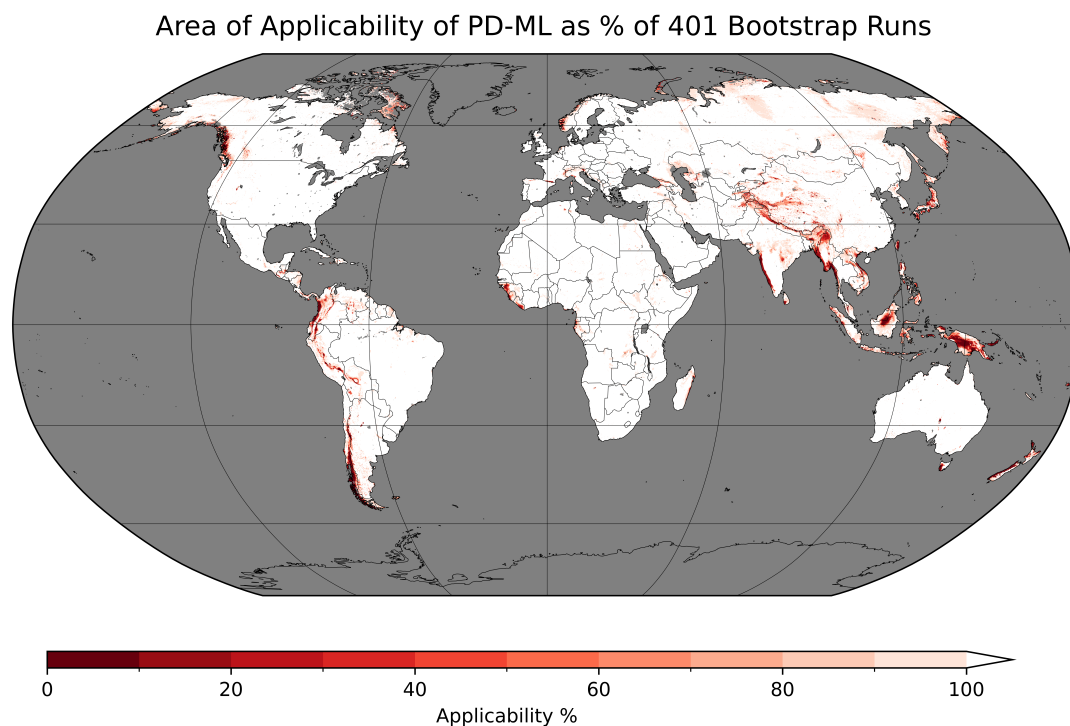 Area of Applicability of PD-ML as % of 401 Bootstrap Runs
0 20 40 60 80 100
Applicability %